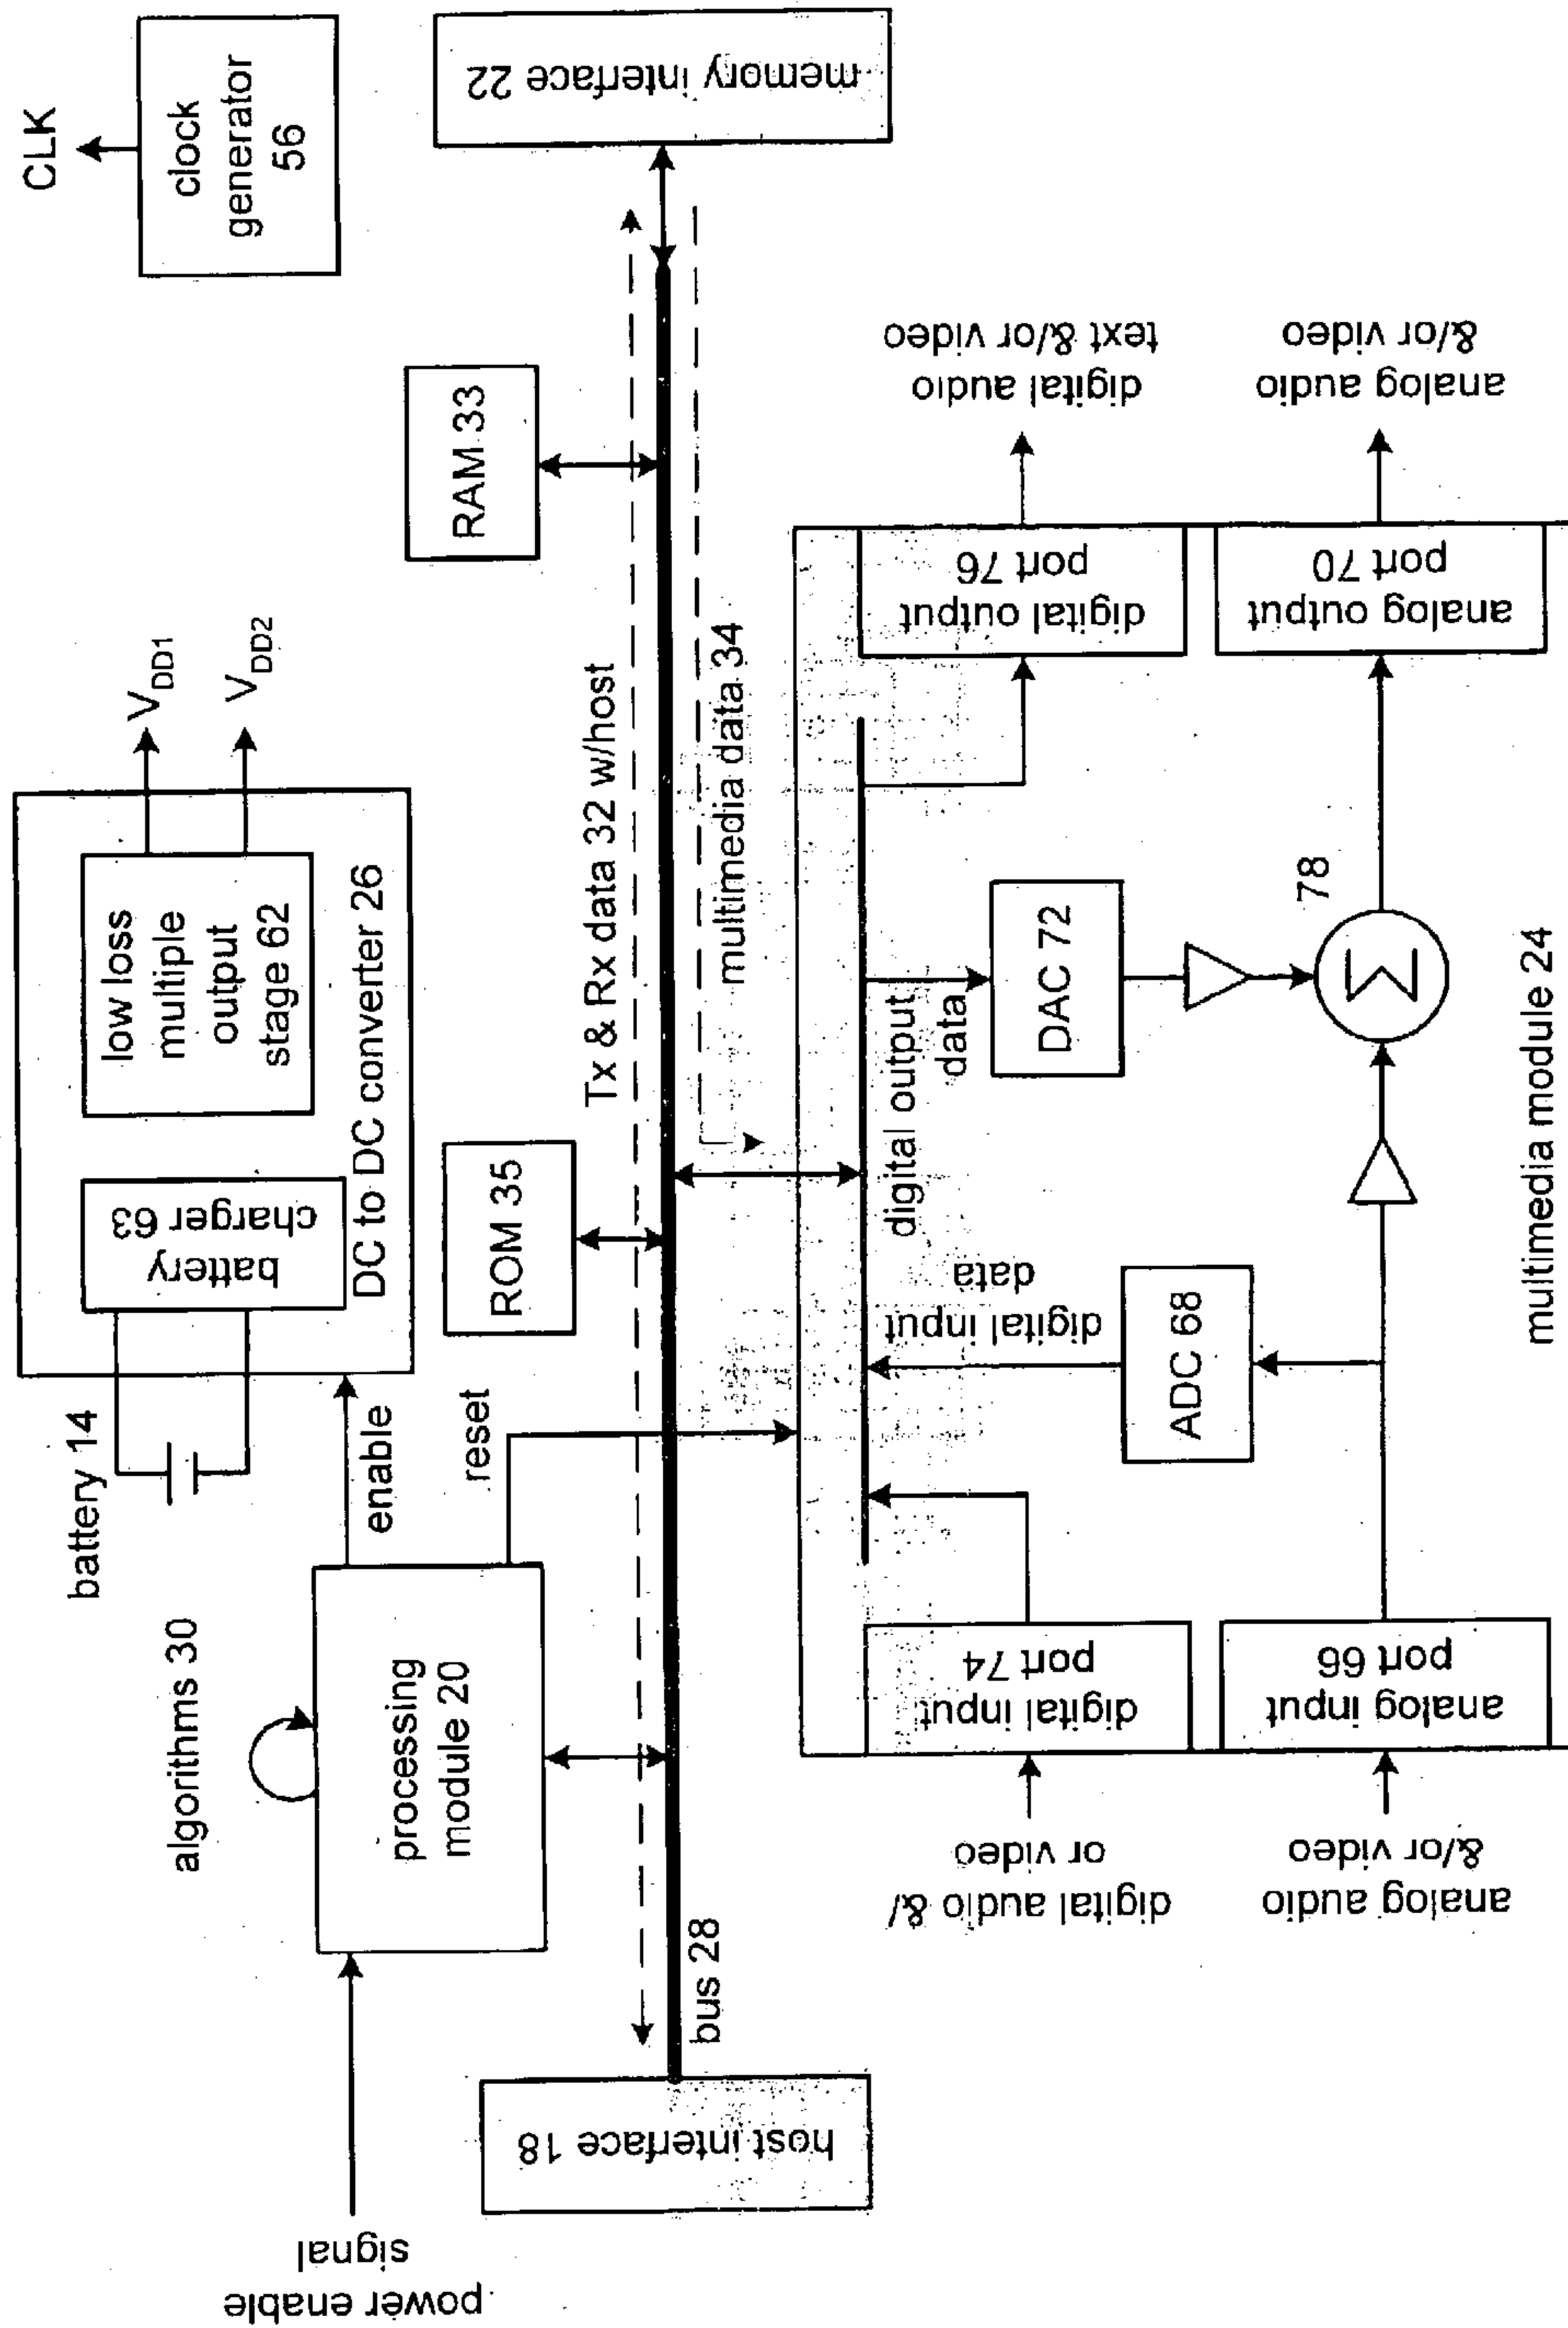 CLK
clock
generator
56
memory interface 22
RAM 33
V DD1
V DD2
low loss
multiple
output
stage 62
battery
charger 63
DC to DC converter 26
battery 14
enable
algorithms 30
processing
module 20
reset
power enable
signal
ROM 35
Tx & Rx data 32 w/host
multimedia data 34
bus 28
host interface 18
digital audio &/
or video
digital input
port 74
analog audio
&/or video
analog input
port 66
digital input
data
ADC 68
digital output
data
DAC 72
Σ
78
digital output
port 76
digital audio
text &/or video
analog output
port 70
analog audio
&/or video
multimedia module 24